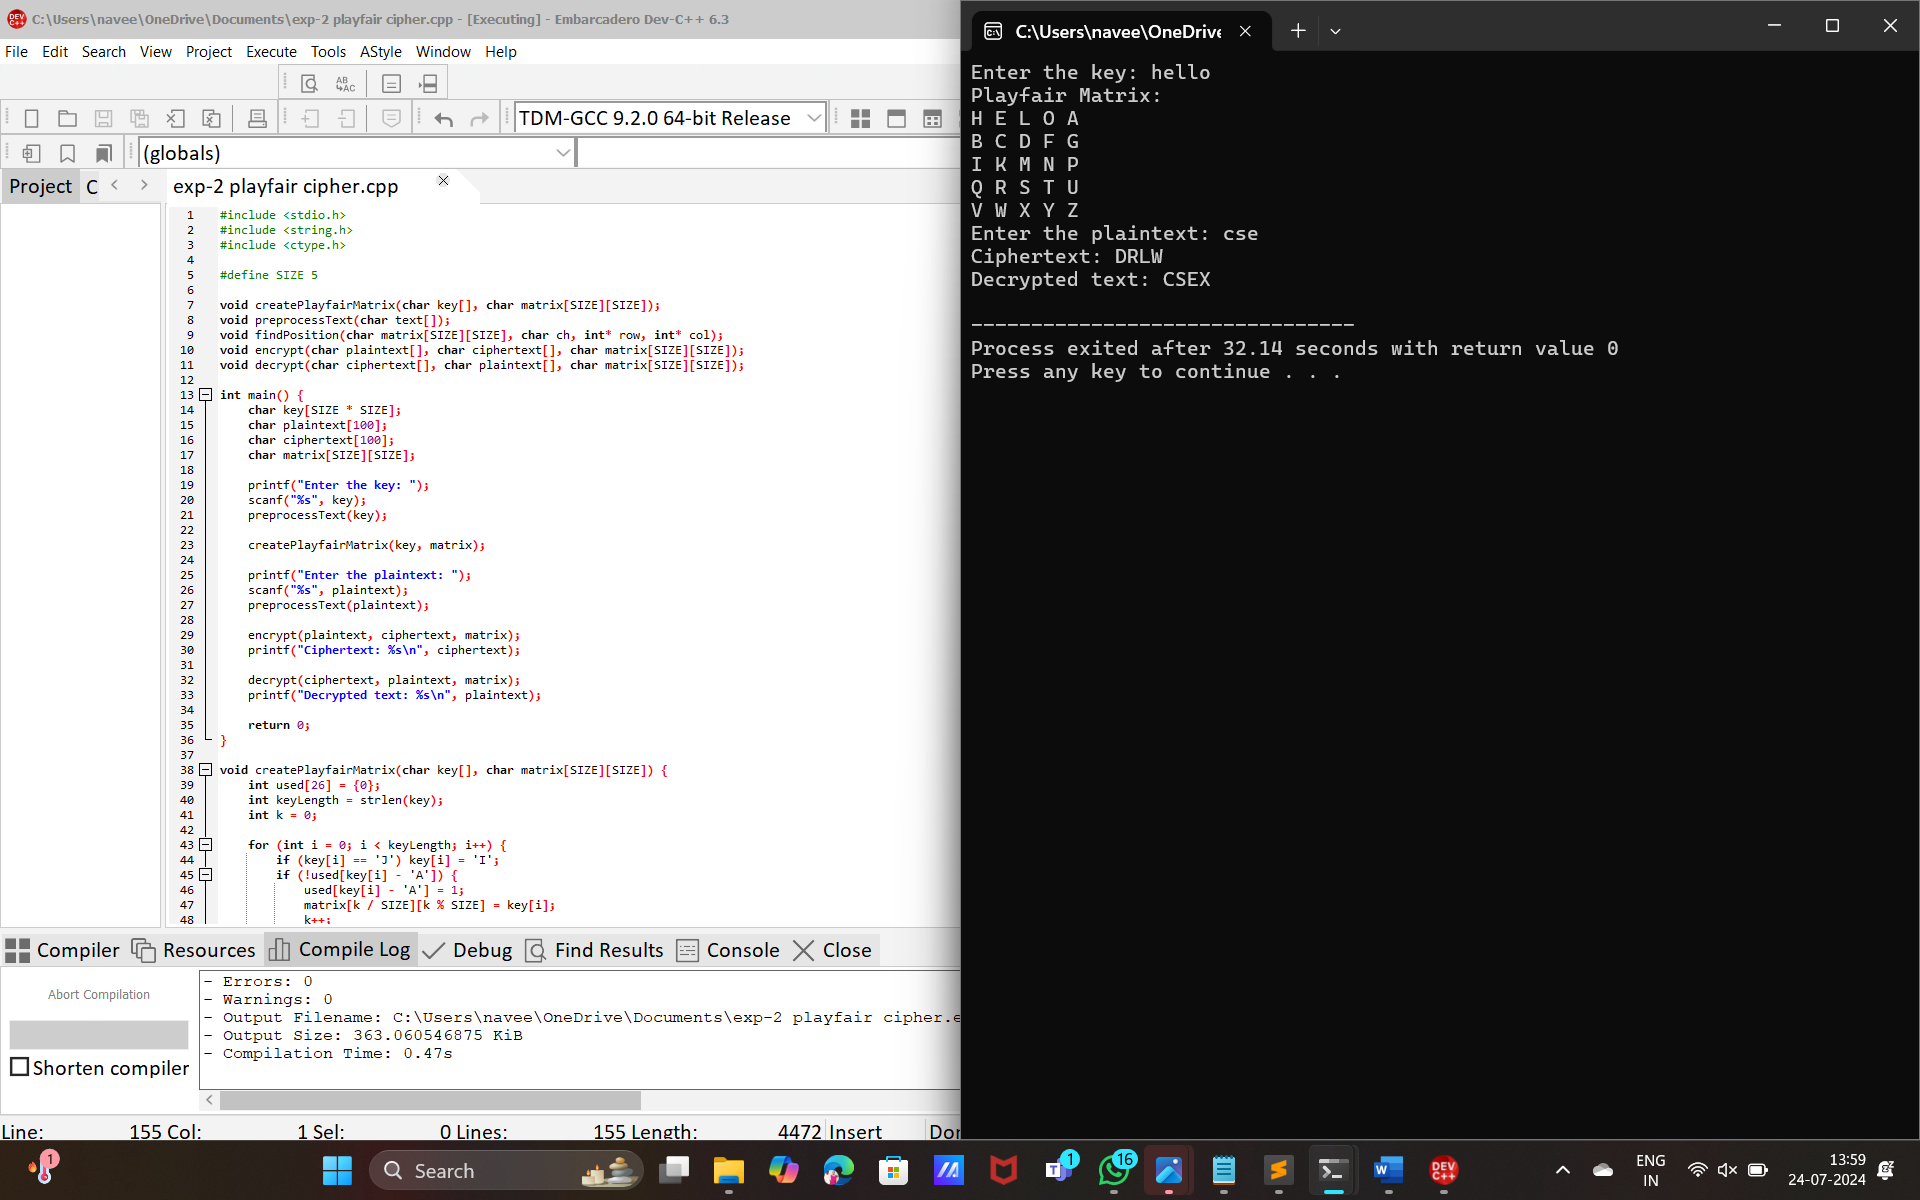 C:\Users\navee\OneDrive\Documents\exp-2 playfair cipher.cpp - [Executing] - Embarcadero Dev-C++ 6.3
File Edit Search View Project Execute Tools AStyle Window Help
TDM-GCC 9.2.0 64-bit Release
(globals)
Project C
exp-2 playfair cipher.cpp
1 #include <stdio.h>
2 #include <string.h>
3 #include <ctype.h>
4
5 #define SIZE 5
6
7 void createPlayfairMatrix(char key[], char matrix[SIZE][SIZE]);
8 void preprocessText(char text[]);
9 void findPosition(char matrix[SIZE][SIZE], char ch, int* row, int* col);
10 void encrypt(char plaintext[], char ciphertext[], char matrix[SIZE][SIZE]);
11 void decrypt(char ciphertext[], char plaintext[], char matrix[SIZE][SIZE]);
12
13 int main() {
14 char key[SIZE * SIZE];
15 char plaintext[100];
16 char ciphertext[100];
17 char matrix[SIZE][SIZE];
18
19 printf("Enter the key: ");
20 scanf("%s", key);
21 preprocessText(key);
22
23 createPlayfairMatrix(key, matrix);
24
25 printf("Enter the plaintext: ");
26 scanf("%s", plaintext);
27 preprocessText(plaintext);
28
29 encrypt(plaintext, ciphertext, matrix);
30 printf("Ciphertext: %s\n", ciphertext);
31
32 decrypt(ciphertext, plaintext, matrix);
33 printf("Decrypted text: %s\n", plaintext);
34
35 return 0;
36 }
37
38 void createPlayfairMatrix(char key[], char matrix[SIZE][SIZE]) {
39 int used[26] = {0};
40 int keyLength = strlen(key);
41 int k = 0;
42
43 for (int i = 0; i < keyLength; i++) {
44 if (key[i] == 'J') key[i] = 'I';
45 if (!used[key[i] - 'A']) {
46 used[key[i] - 'A'] = 1;
47 matrix[k / SIZE][k % SIZE] = key[i];
48 k++;
Compiler Resources Compile Log Debug Find Results Console Close
Abort Compilation
Shorten compiler
- Errors: 0
- Warnings: 0
- Output Filename: C:\Users\navee\OneDrive\Documents\exp-2 playfair cipher.e
- Output Size: 363.060546875 KiB
- Compilation Time: 0.47s
Line: 155 Col: 1 Sel: 0 Lines: 155 Length: 4472 Insert Dor
C:\Users\navee\OneDrive
Enter the key: hello
Playfair Matrix:
H E L O A
B C D F G
I K M N P
Q R S T U
V W X Y Z
Enter the plaintext: cse
Ciphertext: DRLW
Decrypted text: CSEX
--------------------------------
Process exited after 32.14 seconds with return value 0
Press any key to continue . . .
1
Search
1
16
DEV C++
ENG
IN
13:59
24-07-2024